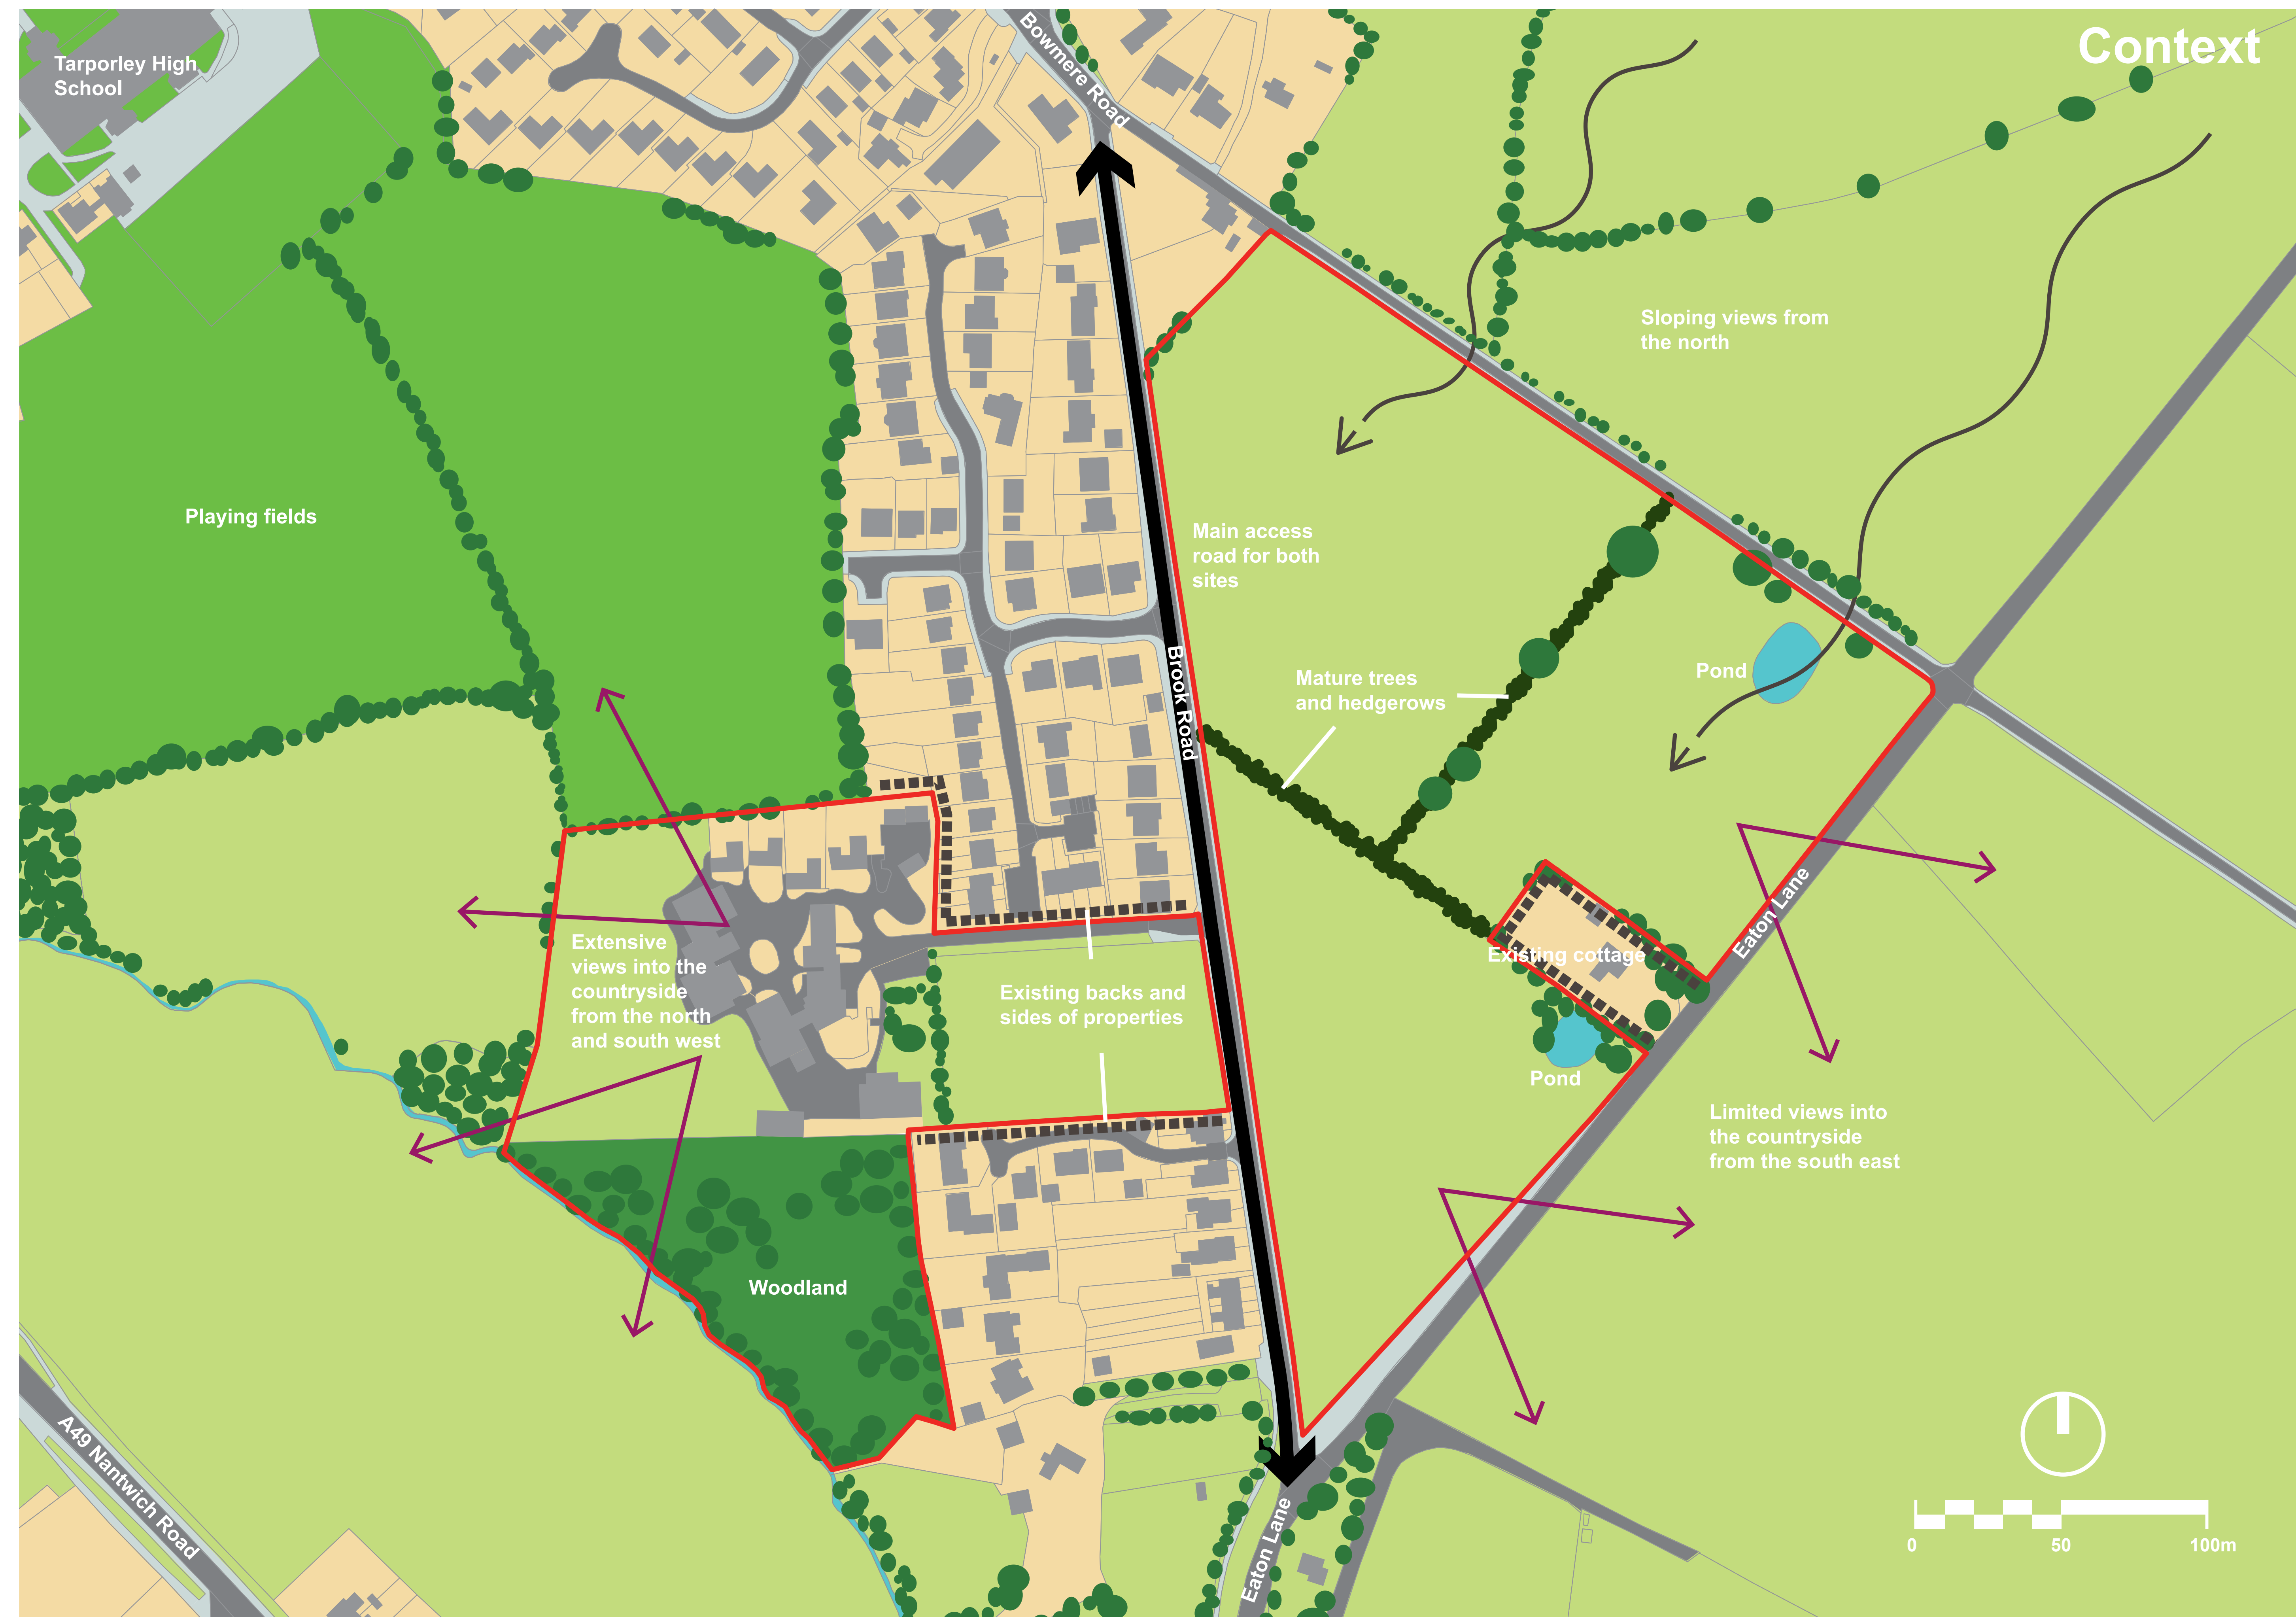 Context
Tarporley High
School
Bowmere Road
Sloping views from
the north
Playing fields
Main access
road for both
sites
Brook Road
Mature trees
and hedgerows
Pond
Eaton Lane
Existing cottage
Extensive
views into the
countryside
from the north
and south west
Existing backs and
sides of properties
Pond
Limited views into
the countryside
from the south east
Woodland
A49 Nantwich Road
Eaton Lane
0 50 100m